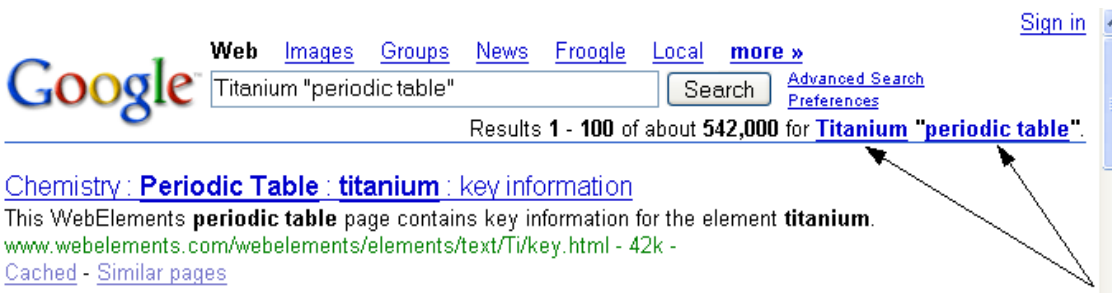 Sign in
Web Images Groups News Froogle Local more »
Google™
Titanium "periodic table" Search
Advanced Search
Preferences
Results 1 - 100 of about 542,000 for Titanium "periodic table".
Chemistry : Periodic Table : titanium : key information
This WebElements periodic table page contains key information for the element titanium.
www.webelements.com/webelements/elements/text/Ti/key.html - 42k -
Cached - Similar pages